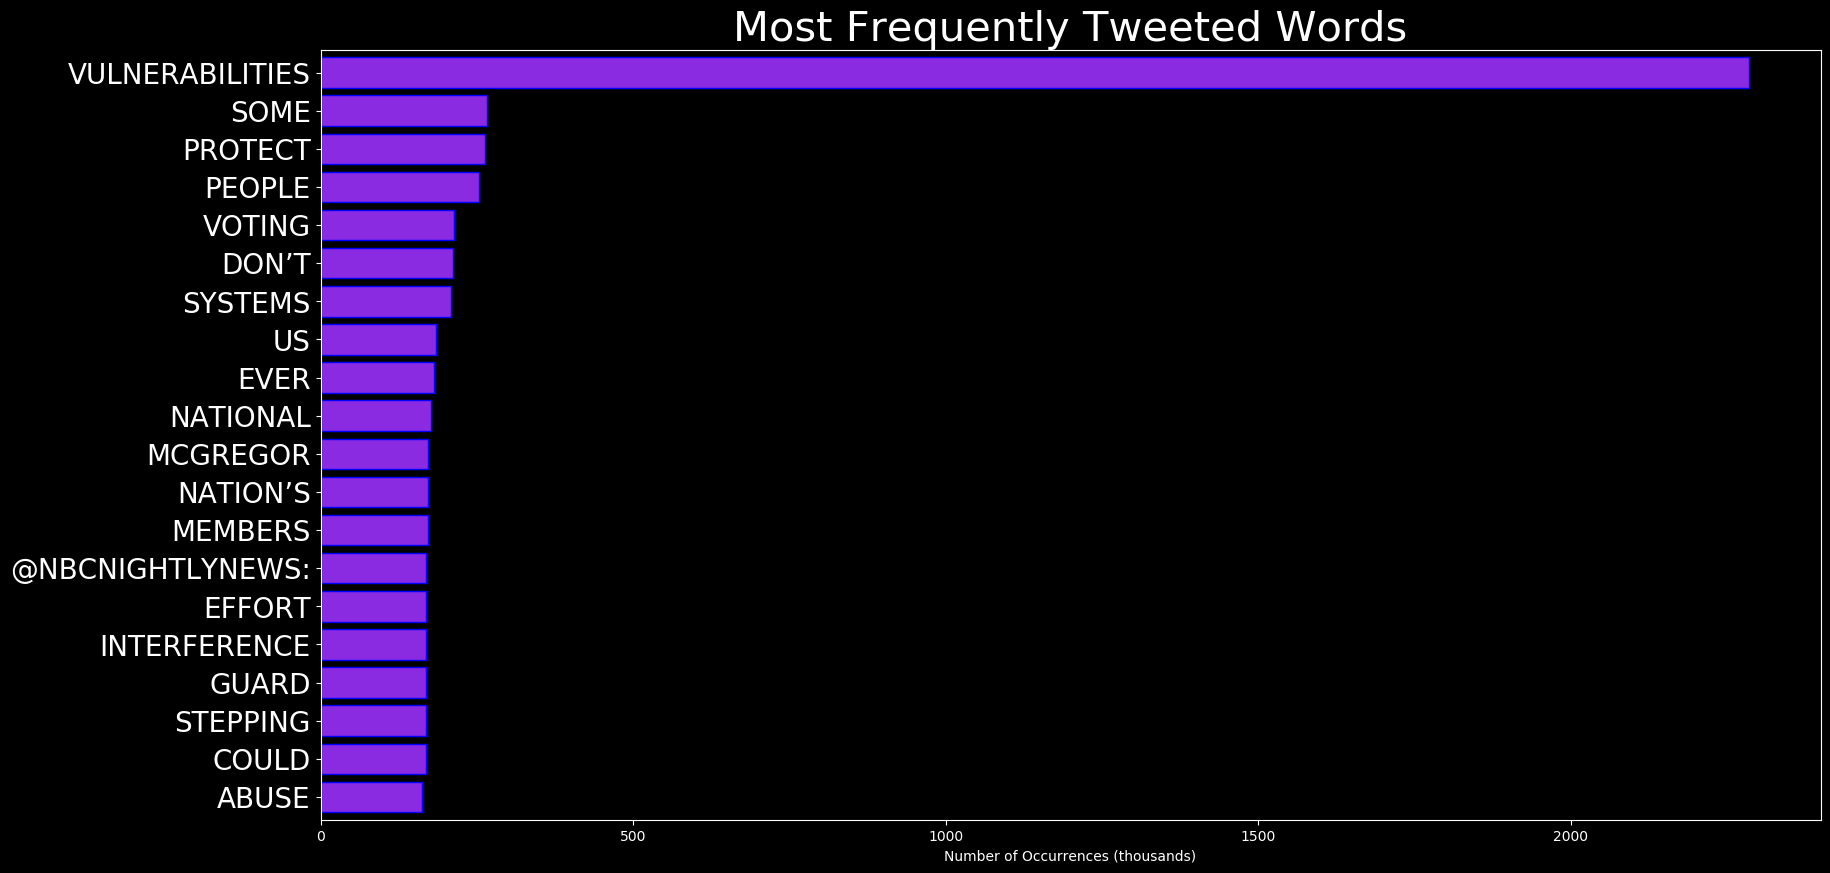 Most Frequently Tweeted Words
VULNERABILITIES
SOME
PROTECT
PEOPLE
VOTING
DON’T
SYSTEMS
US
EVER
NATIONAL
MCGREGOR
NATION’S
MEMBERS
@NBCNIGHTLYNEWS:
EFFORT
INTERFERENCE
GUARD
STEPPING
COULD
ABUSE
0 500 1000 1500 2000
Number of Occurrences (thousands)